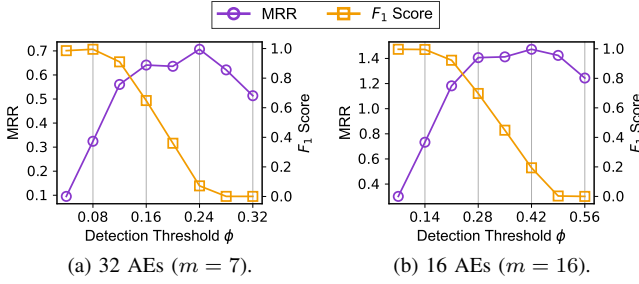 MRR F₁ Score
0.7
0.6
0.5
0.4
0.3
0.2
0.1
MRR
1.0
0.8
0.6
0.4
0.2
0.0
F₁ Score
0.08 0.16 0.24 0.32
Detection Threshold ϕ
(a) 32 AEs (m = 7).
1.4
1.2
1.0
0.8
0.6
0.4
MRR
1.0
0.8
0.6
0.4
0.2
0.0
F₁ Score
0.14 0.28 0.42 0.56
Detection Threshold ϕ
(b) 16 AEs (m = 16).